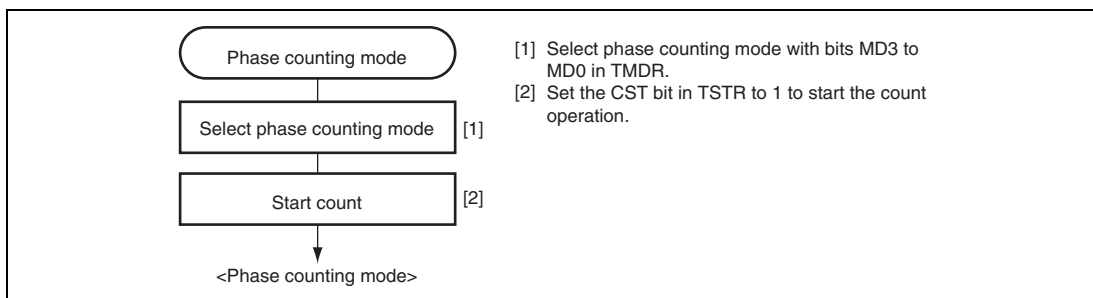 Phase counting mode
Select phase counting mode [1]
Start count [2]
<Phase counting mode>
[1] Select phase counting mode with bits MD3 to
MD0 in TMDR.
[2] Set the CST bit in TSTR to 1 to start the count
operation.